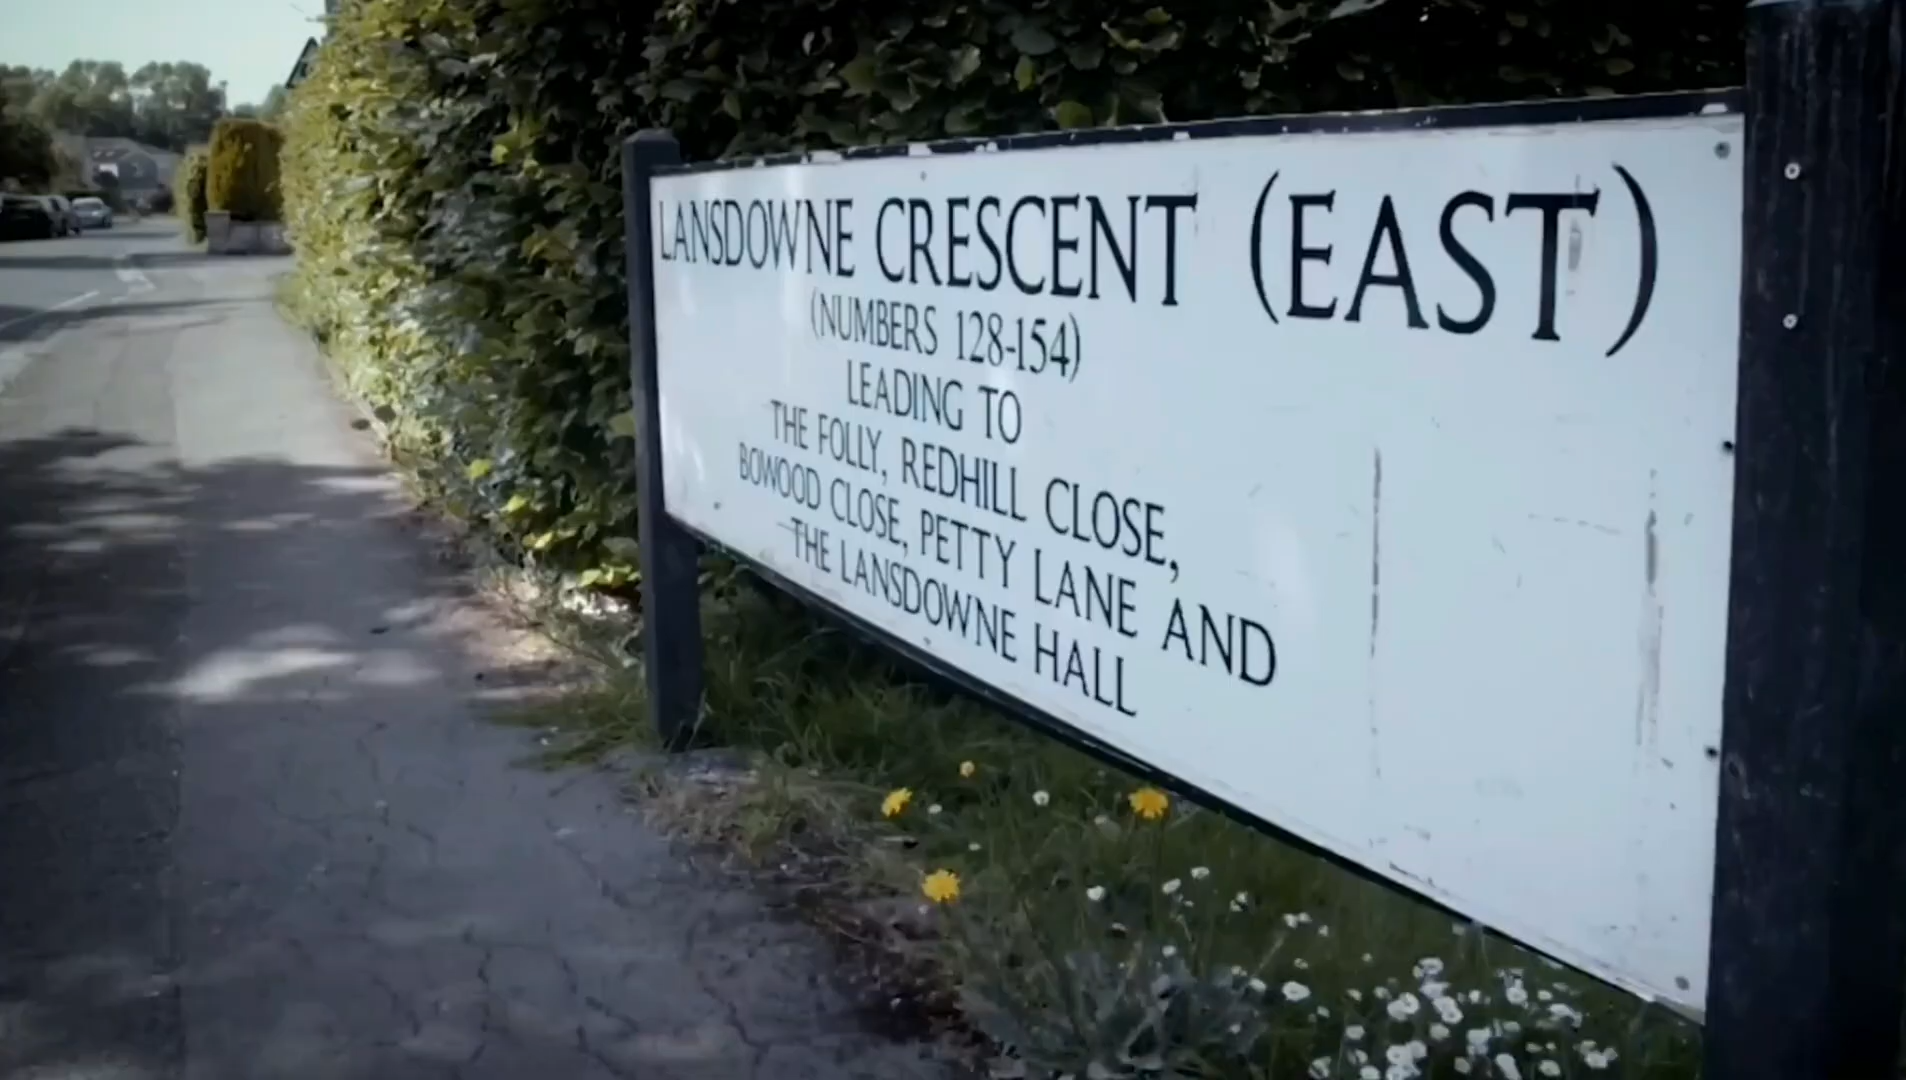 LANSDOWNE CRESCENT (EAST)
(NUMBERS 128-154)
LEADING TO
THE FOLLY, REDHILL CLOSE,
BOWOOD CLOSE, PETTY LANE AND
THE LANSDOWNE HALL